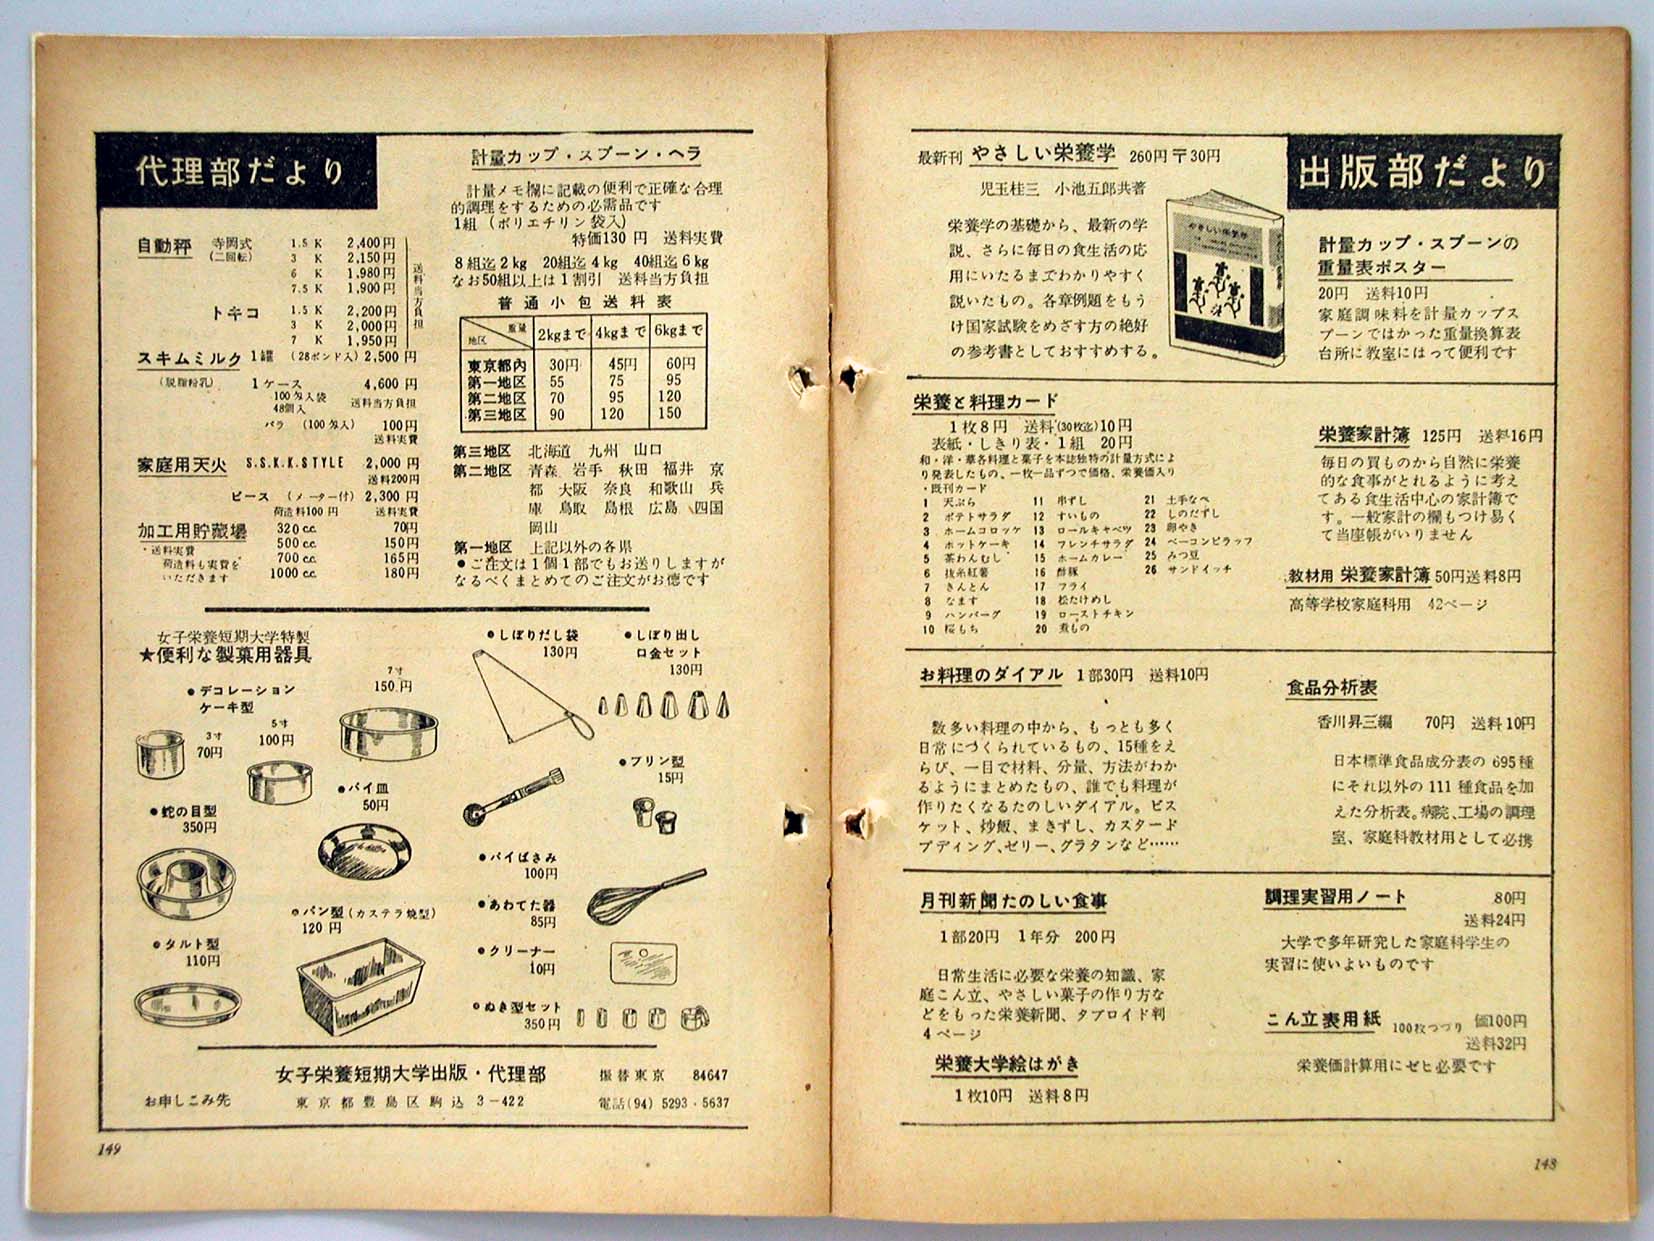 出版部だより
最新刊 やさしい栄養学 260円〒30円
児玉桂三 小池五郎共著
栄養学の基礎から、最新の学
説、さらに毎日の食生活の応
用にいたるまでわかりやすく
説いたもの。各章例題をもう
け国家試験をめざす方の絶好
の参考書としておすすめする。
やさしい栄養学
計量カップ・スプーンの
重量表ポスター
20円 送料10円
家庭調味料を計量カップス
プーンではかった重量換算表
台所に教室にはって便利です
栄養と料理カード
1枚8円 送料(30枚迄)10円
表紙・しきり表・1組 20円
和・洋・華各料理と菓子を本誌独特の計量方式によ
り発表したもの、一枚一品ずつで価格、栄養価入り
・既刊カード
1 天ぷら
2 ポテトサラダ
3 ホームコロッケ
4 ホットケーキ
5 茶わんむし
6 抜糸紅薯
7 きんとん
8 なます
9 ハンバーグ
10 桜もち
11 串ずし
12 すいもの
13 ロールキャベツ
14 フレンチサラダ
15 ホームカレー
16 酢豚
17 フライ
18 松たけめし
19 ローストチキン
20 煮もの
21 土手なべ
22 しのだずし
23 卵やき
24 ベーコンピラッフ
25 みつ豆
26 サンドイッチ
栄養家計簿 125円 送料16円
毎日の買ものから自然に栄養
的な食事がとれるように考え
てある食生活中心の家計簿で
す。一般家計の欄もつけ易く
て当座帳がいりません
教材用 栄養家計簿 50円送料8円
高等学校家庭科用 42ページ
お料理のダイアル 1部30円 送料10円
数多い料理の中から、もっとも多く
日常につくられているもの、15種をえ
らび、一目で材料、分量、方法がわか
るようにまとめたもの、誰でも料理が
作りたくなるたのしいダイアル。ビス
ケット、炒飯、まきずし、カスタード
プディング、ゼリー、グラタンなど……
食品分析表
香川昇三編 70円 送料10円
日本標準食品成分表の695種
にそれ以外の111種食品を加
えた分析表。病院、工場の調理
室、家庭科教材用として必携
月刊新聞たのしい食事
1部20円 1年分 200円
日常生活に必要な栄養の知識、家
庭こん立、やさしい菓子の作り方な
どをもった栄養新聞、タブロイド判
4ページ
栄養大学絵はがき
1枚10円 送料8円
調理実習用ノート 80円
送料24円
大学で多年研究した家庭科学生の
実習に使いよいものです
こん立表用紙 100枚つづり 価100円
送料32円
栄養価計算用にゼヒ必要です
148
代理部だより
自動秤 寺岡式 1.5K 2,400円
(二回転) 3 K 2,150円
6 K 1,980円
7.5 K 1,900円
トキコ 1.5 K 2,200円
3 K 2,000円
7 K 1,950円
送料当方負担
スキムミルク 1罐 (28ポンド入) 2,500円
(脱脂粉乳) 1ケース 4,600円
100匁入袋
48個入 送料当方負担
バラ (100匁入) 100円
送料実費
家庭用天火 S.S.K.K.STYLE 2,000円
送料200円
ピース (メーター付) 2,300円
荷造料100円 送料実費
加工用貯蔵場 320cc. 70円
・送料実費 500cc. 150円
荷造料も実費を 700cc. 165円
いただきます 1000cc. 180円
計量カップ・スプーン・ヘラ
計量メモ欄に記載の便利で正確な合理
的調理をするための必需品です
1組 (ポリエチリン袋入)
特価130円 送料実費
8組迄2kg 20組迄4kg 40組迄6kg
なお50組以上は1割引 送料当方負担
普通小包送料表
重量 地区 2kgまで 4kgまで 6kgまで
東京都内 30円 45円 60円
第一地区 55 75 95
第二地区 70 95 120
第三地区 90 120 150
第三地区 北海道 九州 山口
第二地区 青森 岩手 秋田 福井 京
都 大阪 奈良 和歌山 兵
庫 鳥取 島根 広島 四国
岡山
第一地区 上記以外の各県
●ご注文は1個1部でもお送りしますが
なるべくまとめてのご注文がお徳です
女子栄養短期大学特製
★便利な製菓用器具
●デコレーション
ケーキ型
3寸
70円
5寸
100円
7寸
150円
●蛇の目型
350円
●パイ皿
50円
●タルト型
110円
●パン型(カステラ焼型)
120円
●しぼりだし袋
130円
●しぼり出し
口金セット
130円
●プリン型
15円
●パイばさみ
100円
●あわてた器
85円
●クリーナー
10円
●ぬき型セット
350円
お申しこみ先
女子栄養短期大学出版・代理部 振替東京 84647
東京都豊島区駒込 3-422 電話(94) 5293・5637
149